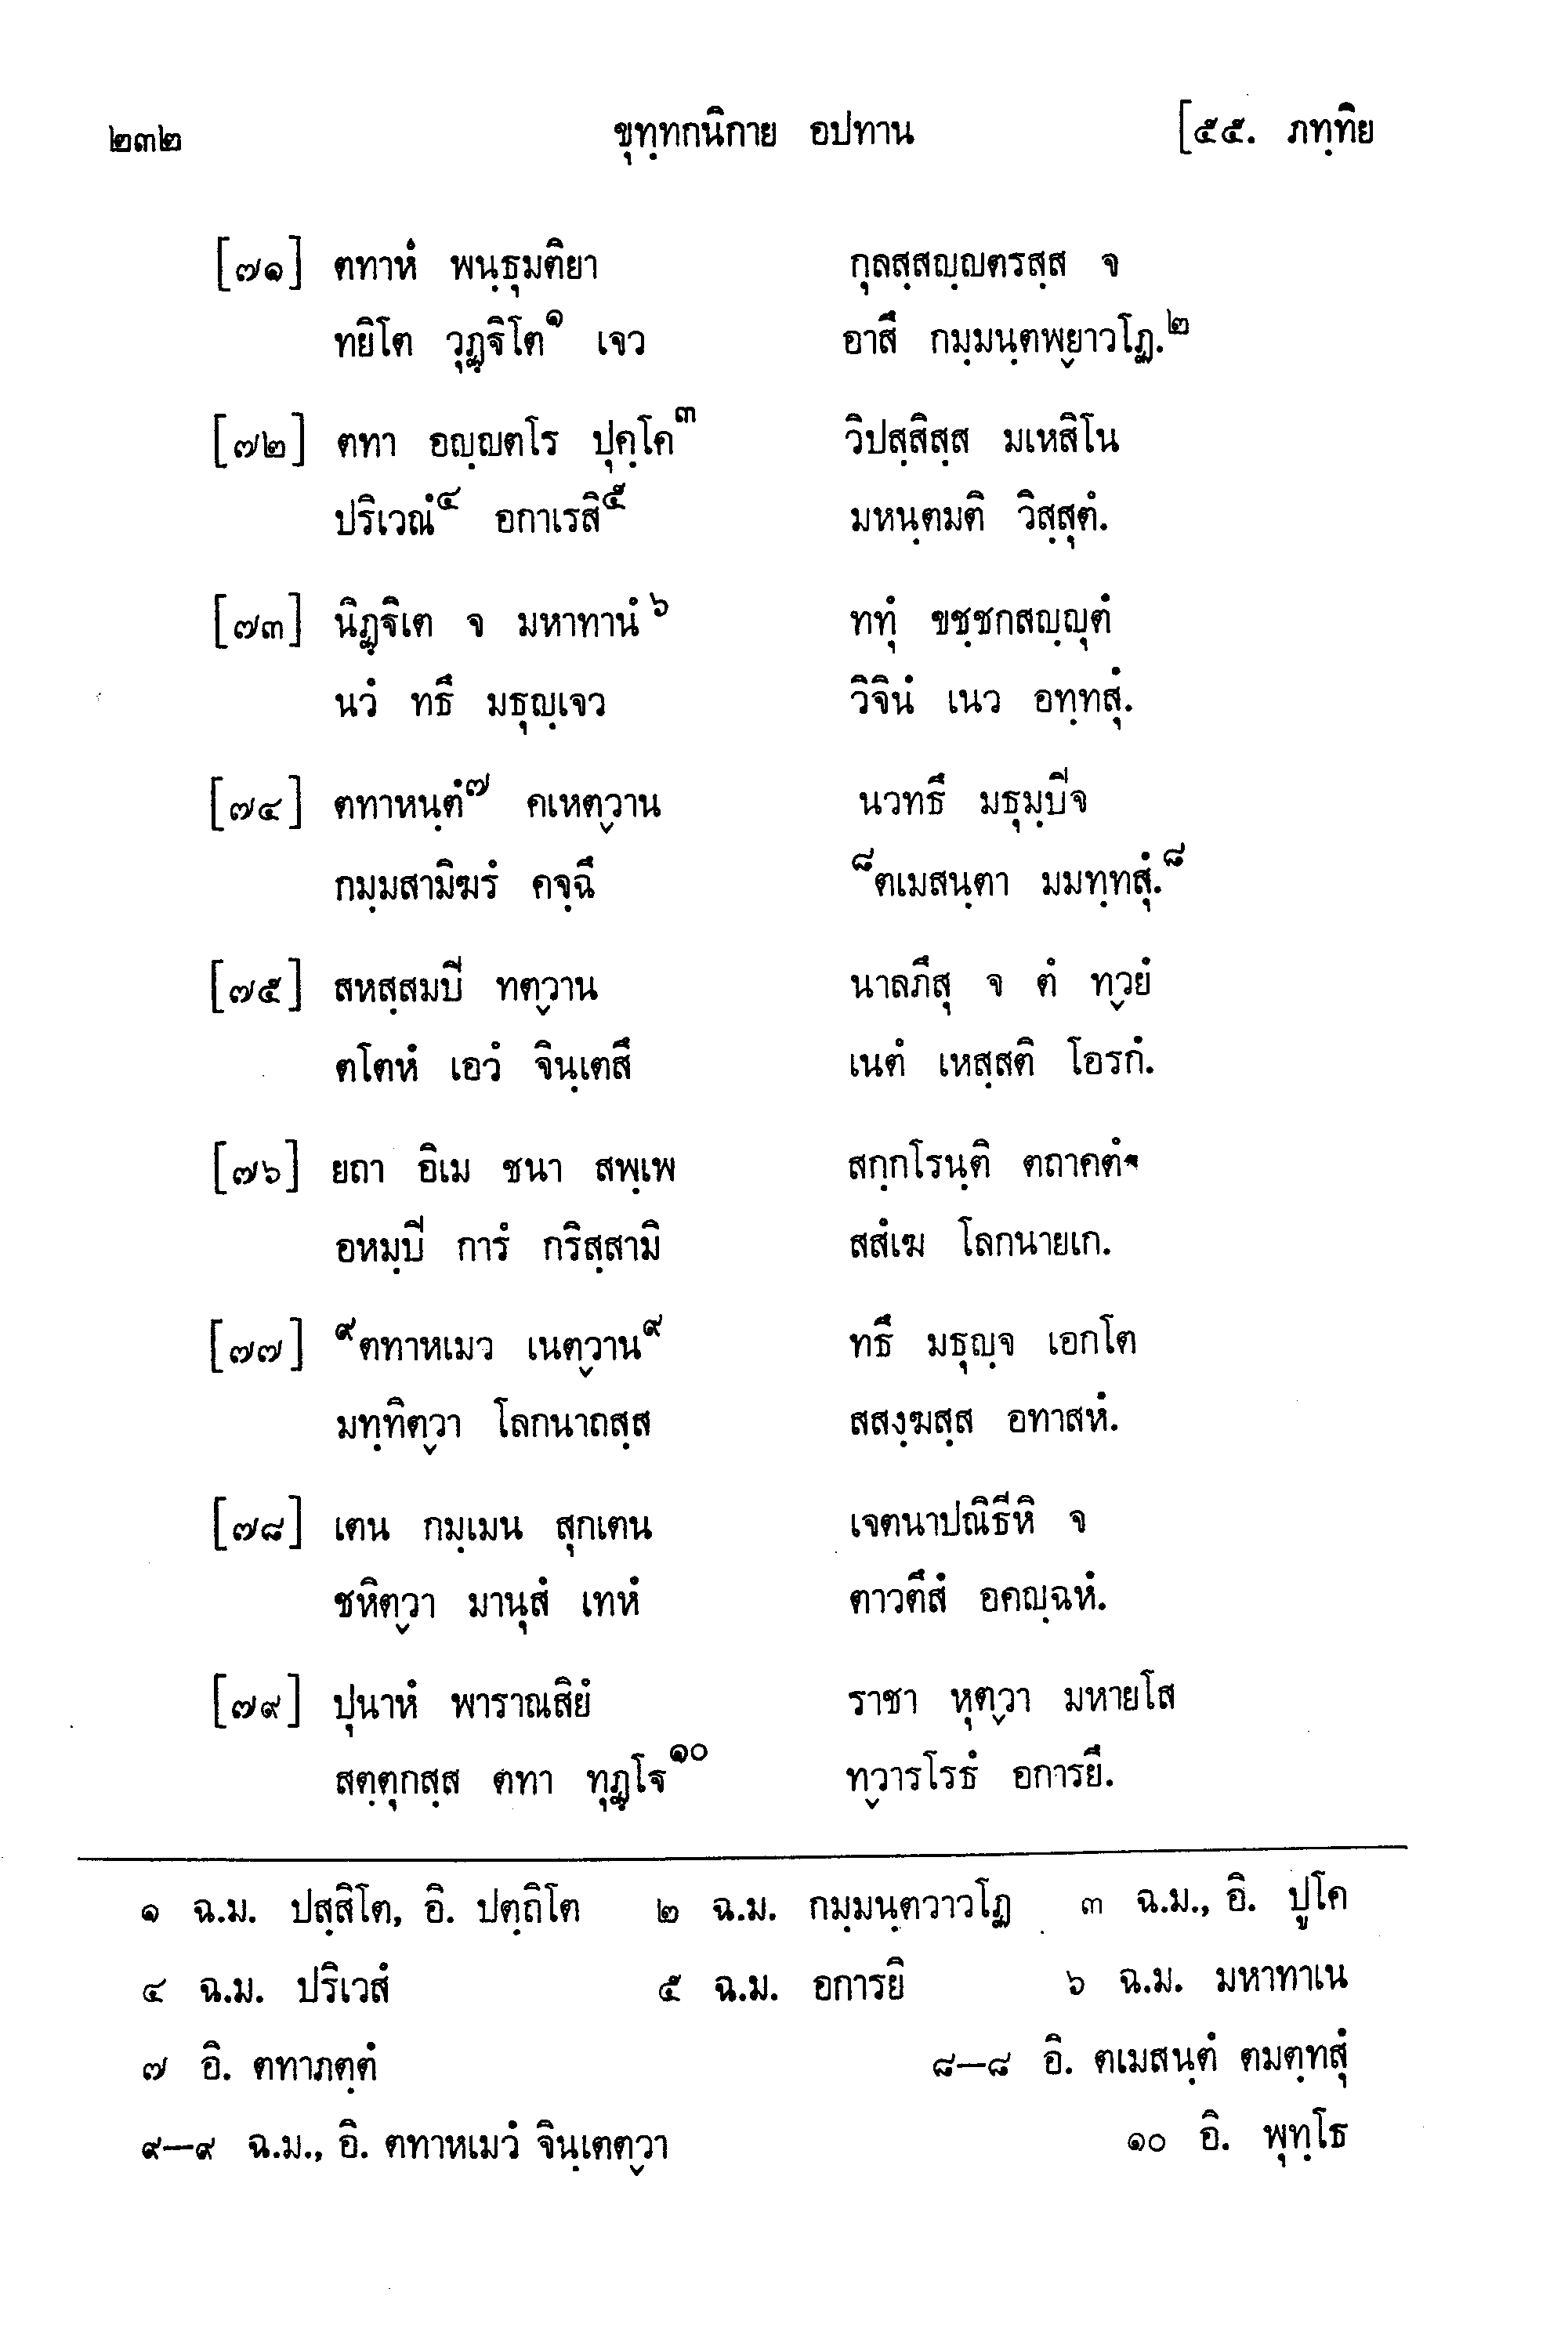 ๒๓๒ ขุทฺทกนิกาย อปทาน [๕๕. ภทฺทิย
[๗๑] ตทาหํ พนฺธุมติยา กุลสฺสญฺญตรสฺส จ
ทยิโต วุฏฺฐิโต๑ เจว อาสึ กมฺมนฺตพฺยาวโฏ.๒
[๗๒] ตทา อญฺญตโร ปุคฺโค๓ วิปสฺสิสฺส มเหสิโน
ปริเวณํ๔ อกาเรสิ๕ มหนฺตมติ วิสฺสุตํ.
[๗๓] นิฏฺฐิเต จ มหาทานํ๖ ททุํ ขชฺชกสญฺญุตํ
นวํ ทธึ มธุญฺเจว วิจินํ เนว อทฺทสุํ.
[๗๔] ตทาหนฺตํ๗ คเหตฺวาน นวทธึ มธุมฺปิจ
กมฺมสามิฆรํ คจฺฉึ ๘ตเมสนฺตา มมทฺทสุํ.๘
[๗๕] สหสฺสมปิ ทตฺวาน นาลภึสุ จ ตํ ทฺวยํ
ตโตหํ เอวํ จินฺเตสึ เนตํ เหสฺสติ โอรกํ.
[๗๖] ยถา อิเม ชนา สพฺเพ สกฺกโรนฺติ ตถาคตํ
อหมฺปิ การํ กริสฺสามิ สสํเฆ โลกนายเก.
[๗๗] ๙ตทาหเมว เนตฺวาน๙ ทธึ มธุญฺจ เอกโต
มทฺทิตฺวา โลกนาถสฺส สสงฺฆสฺส อทาสหํ.
[๗๘] เตน กมฺเมน สุกเตน เจตนาปณิธีหิ จ
ชหิตฺวา มานุสํ เทหํ ตาวตึสํ อคญฺฉหํ.
[๗๙] ปุนาหํ พาราณสิยํ ราชา หุตฺวา มหายโส
สตฺตุกสฺส ตทา ทุฏฺโฐ๑๐ ทฺวารโรธํ อการยึ.
๑ ฉ.ม. ปสฺสิโต, อิ. ปตฺถิโต ๒ ฉ.ม. กมฺมนฺตวาวโฏ ๓ ฉ.ม., อิ. ปูโค
๔ ฉ.ม. ปริเวสํ ๕ ฉ.ม. อการยิ ๖ ฉ.ม. มหาทาเน
๗ อิ. ตทาภตฺตํ ๘–๘ อิ. ตเมสนฺตํ ตมตฺทสุํ
๙–๙ ฉ.ม., อิ. ตทาหเมวํ จินฺเตตฺวา ๑๐ อิ. พุทฺโธ